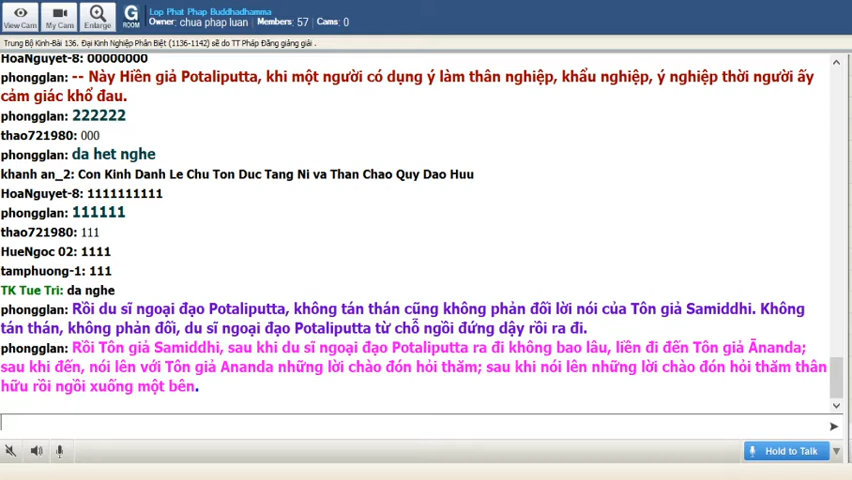 Lop Phat Phap Buddhadhamma
Owner: chua phap luan Members: 57 Cams: 0
View Cam My Cam Enlarge G ROOM
Trung Bộ Kinh-Bài 136. Đại Kinh Nghiệp Phân Biệt (1136-1142) sẽ do TT Pháp Đăng giảng giải .
HoaNguyet-8: 00000000
phongglan: -- Này Hiền giả Potaliputta, khi một người có dụng ý làm thân nghiệp, khẩu nghiệp, ý nghiệp thời người ấy
cảm giác khổ đau.
phongglan: 222222
thao721980: 000
phongglan: da het nghe
khanh an_2: Con Kinh Danh Le Chu Ton Duc Tang Ni va Than Chao Quy Dao Huu
HoaNguyet-8: 1111111111
phongglan: 111111
thao721980: 111
HueNgoc 02: 1111
tamphuong-1: 111
TK Tue Tri: da nghe
phongglan: Rồi du sĩ ngoại đạo Potaliputta, không tán thán cũng không phản đối lời nói của Tôn giả Samiddhi. Không
tán thán, không phản đối, du sĩ ngoại đạo Potaliputta từ chỗ ngồi đứng dậy rồi ra đi.
phongglan: Rồi Tôn giả Samiddhi, sau khi du sĩ ngoại đạo Potaliputta ra đi không bao lâu, liền đi đến Tôn giả Ānanda;
sau khi đến, nói lên với Tôn giả Ananda những lời chào đón hỏi thăm; sau khi nói lên những lời chào đón hỏi thăm thân
hữu rồi ngồi xuống một bên.
Hold to Talk